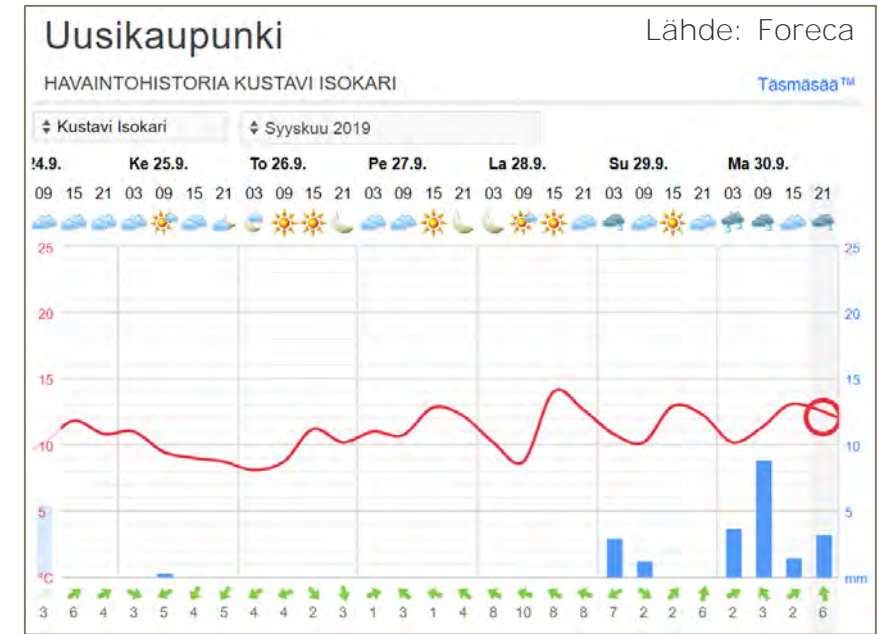 Uusikaupunki
Lähde: Foreca
HAVAINTOHISTORIA KUSTAVI ISOKARI
Täsmäsää™
Kustavi Isokari
Syyskuu 2019
24.9. Ke 25.9. To 26.9. Pe 27.9. La 28.9. Su 29.9. Ma 30.9.
09 15 21 03 09 15 21 03 09 15 21 03 09 15 21 03 09 15 21 03 09 15 21 03 09 15 21
25 25
20 20
15 15
10 10
5 5
°C mm
3 6 4 3 5 4 5 4 4 2 3 1 3 1 4 8 10 8 8 7 2 2 6 2 3 2 6